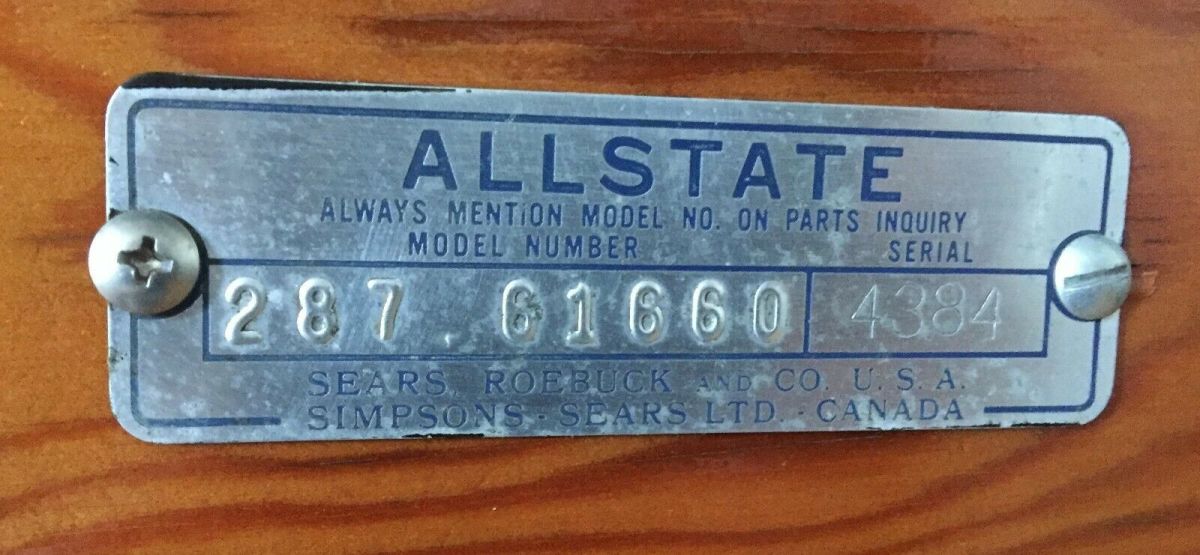 ALLSTATE
ALWAYS MENTiON MODEL NO. ON PARTS INQUIRY
MODEL NUMBER SERIAL
287.61660 4384
SEARS, ROEBUCK AND CO. U.S.A.
SIMPSONS-SEARS LTD.-CANADA